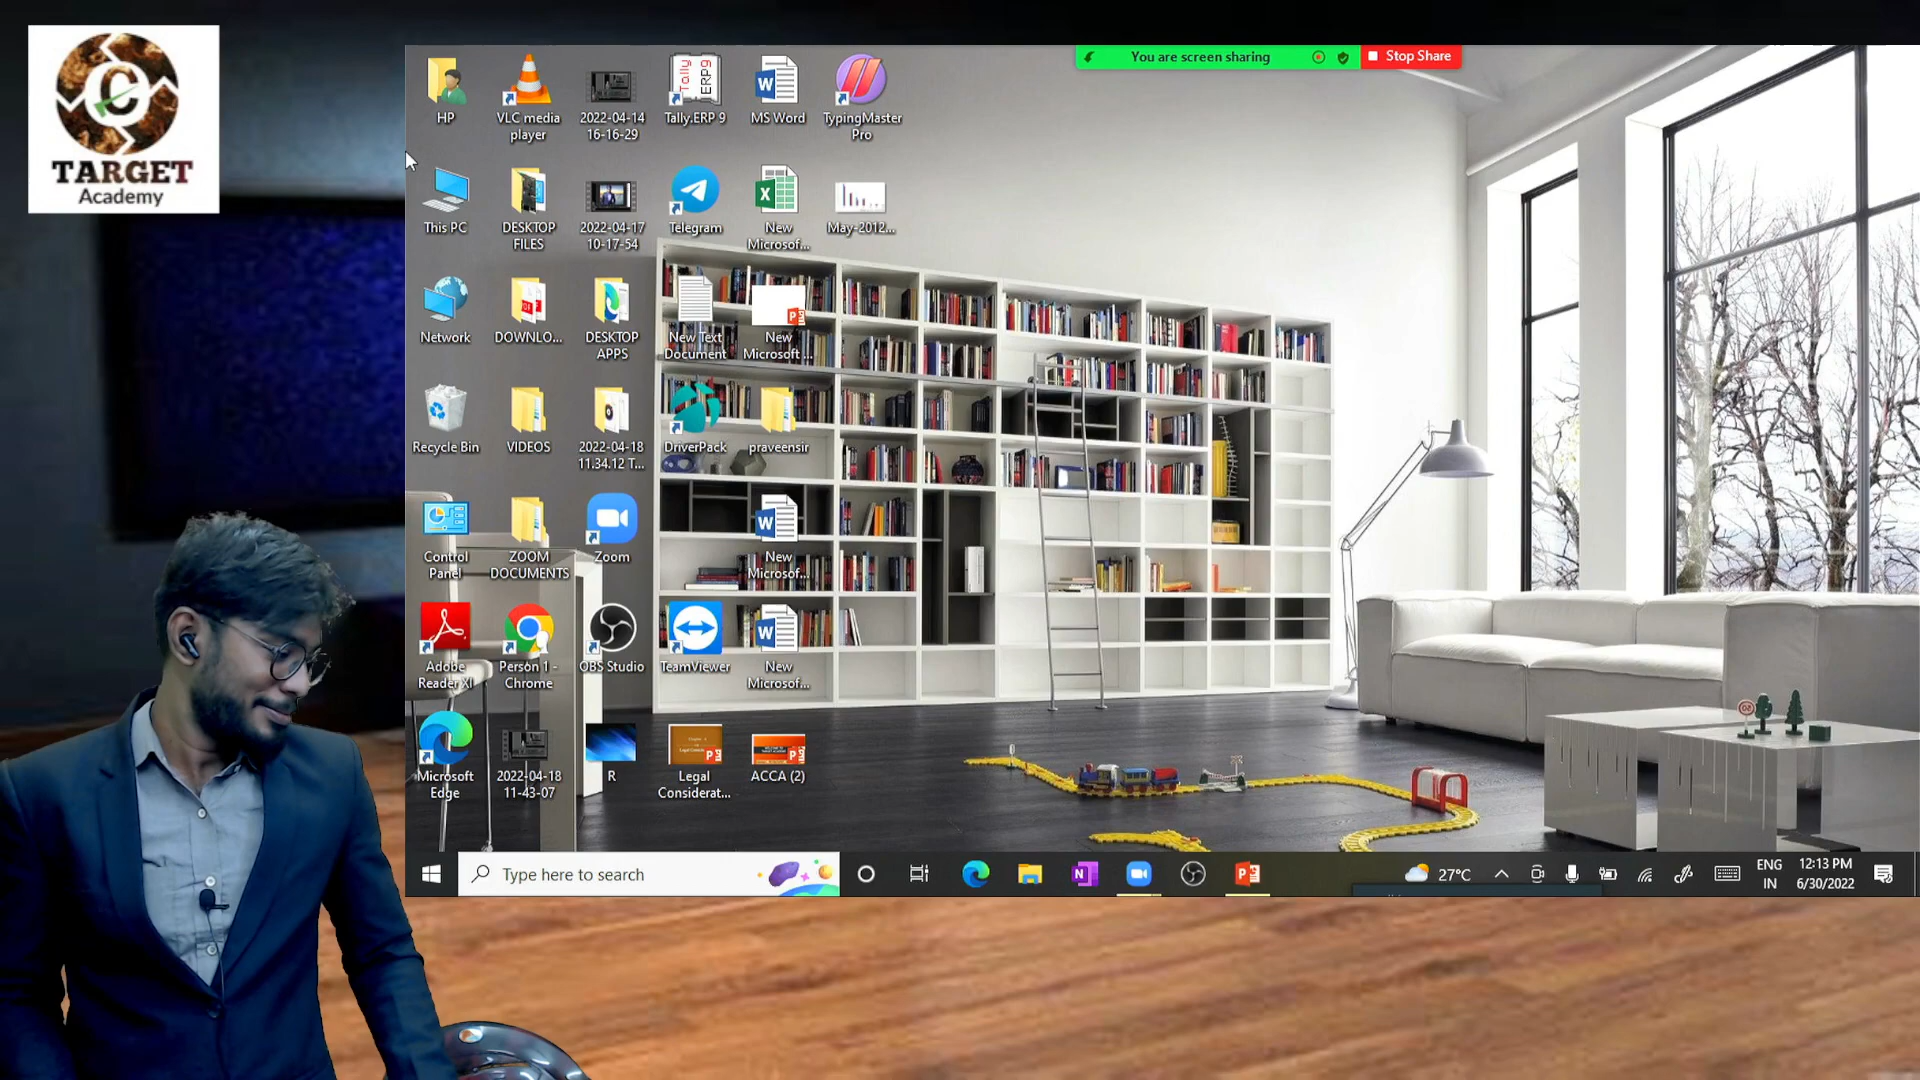 TARGET
Academy
You are screen sharing
Stop Share
HP
VLC media
player
2022-04-14
16-16-29
Tally.ERP 9
MS Word
TypingMaster
Pro
This PC
DESKTOP
FILES
2022-04-17
10-17-54
Telegram
New
Microsof...
May-2012...
Network
DOWNLO...
DESKTOP
APPS
New Text
Document
New
Microsoft ...
Recycle Bin
VIDEOS
2022-04-18
11.34.12 T...
DriverPack
praveensir
Control
Panel
ZOOM
DOCUMENTS
Zoom
New
Microsof...
Adobe
Reader XI
Person 1 -
Chrome
OBS Studio
TeamViewer
New
Microsof...
Microsoft
Edge
2022-04-18
11-43-07
R
Legal
Considerat...
ACCA (2)
Type here to search
27°C
ENG
IN
12:13 PM
6/30/2022